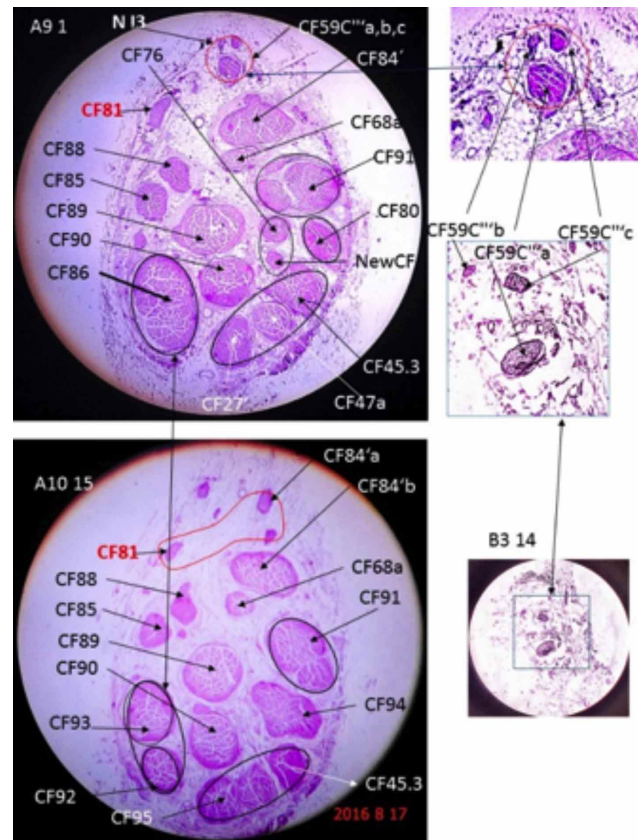 A9 1
NJ3
CF59C'''‘a,b,c
CF76
CF84´
CF81
CF68a
CF88
CF91
CF85
CF89
CF80
CF90
CF86
NewCF
CF45.3
CF27'
CF47a
CF59C'''‘b
CF59C'''‘a
CF59C'''‘c
A10 15
CF84‘a
CF84‘b
CF81
CF88
CF68a
CF85
CF91
CF89
CF90
CF94
CF93
CF92
CF95
CF45.3
2016 8 17
B3 14